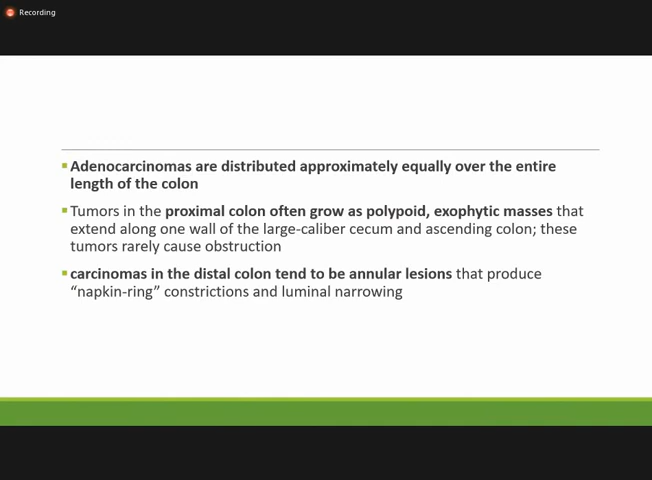 Recording
Adenocarcinomas are distributed approximately equally over the entire
length of the colon
Tumors in the proximal colon often grow as polypoid, exophytic masses that
extend along one wall of the large-caliber cecum and ascending colon; these
tumors rarely cause obstruction
carcinomas in the distal colon tend to be annular lesions that produce
“napkin-ring” constrictions and luminal narrowing